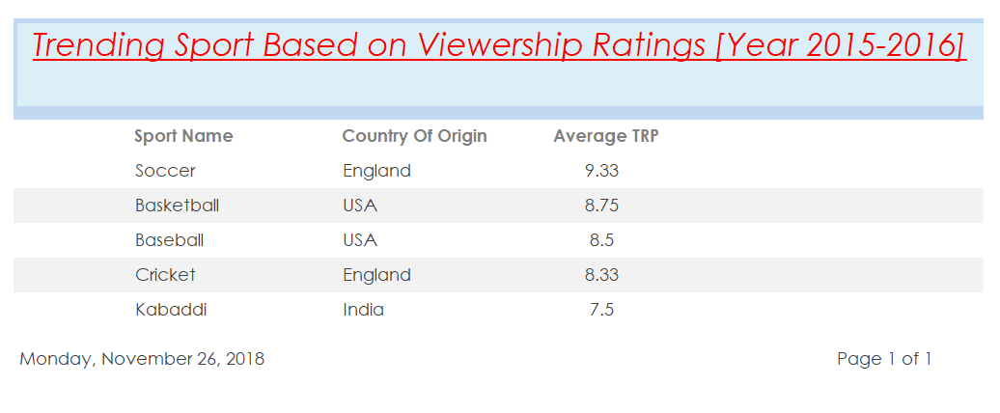 Trending Sport Based on Viewership Ratings [Year 2015-2016]
Sport Name Country Of Origin Average TRP
Soccer England 9.33
Basketball USA 8.75
Baseball USA 8.5
Cricket England 8.33
Kabaddi India 7.5
Monday, November 26, 2018 Page 1 of 1